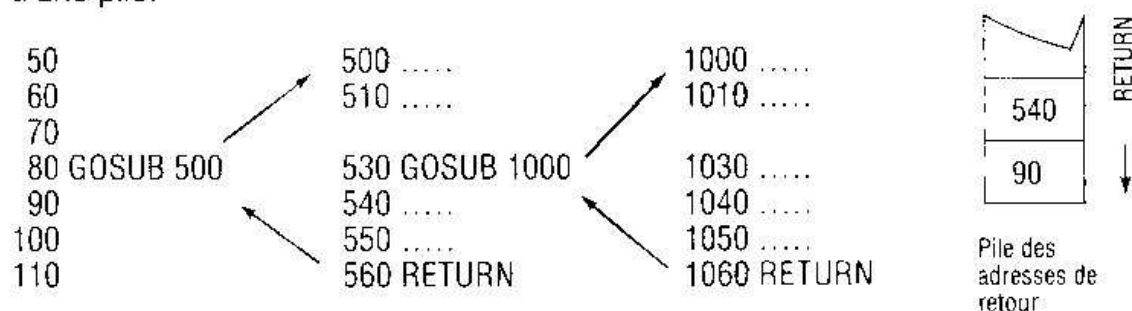 d'une pile.
50
60
70
80 GOSUB 500
90
100
110
500 .....
510 .....
530 GOSUB 1000
540 .....
550 .....
560 RETURN
1000 .....
1010 .....
1030 .....
1040 .....
1050 .....
1060 RETURN
540
90
RETURN
Pile des
adresses de
retour